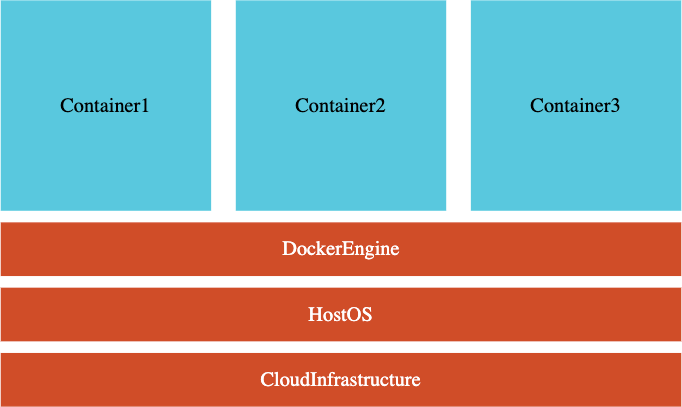 Container1
Container2
Container3
DockerEngine
HostOS
CloudInfrastructure